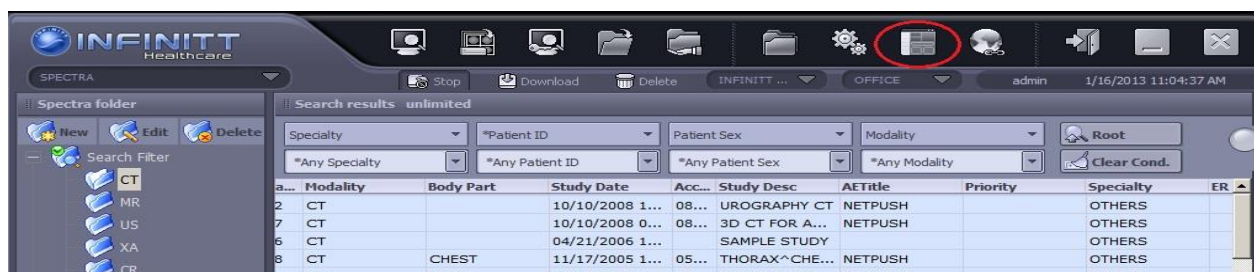 INFINITT
Healthcare
SPECTRA Stop Download Delete INFINITT ... OFFICE admin 1/16/2013 11:04:37 AM
Spectra folder Search results unlimited
New Edit Delete Specialty *Patient ID Patient Sex Modality Root
Search Filter *Any Specialty *Any Patient ID *Any Patient Sex *Any Modality Clear Cond.
CT a... Modality Body Part Study Date Acc... Study Desc AETitle Priority Specialty ER
MR 2 CT 10/10/2008 1... 08... UROGRAPHY CT NETPUSH OTHERS
US 7 CT 10/10/2008 0... 08... 3D CT FOR A... NETPUSH OTHERS
XA 6 CT 04/21/2006 1... SAMPLE STUDY OTHERS
CR 8 CT CHEST 11/17/2005 1... 05... THORAX^CHE... NETPUSH OTHERS